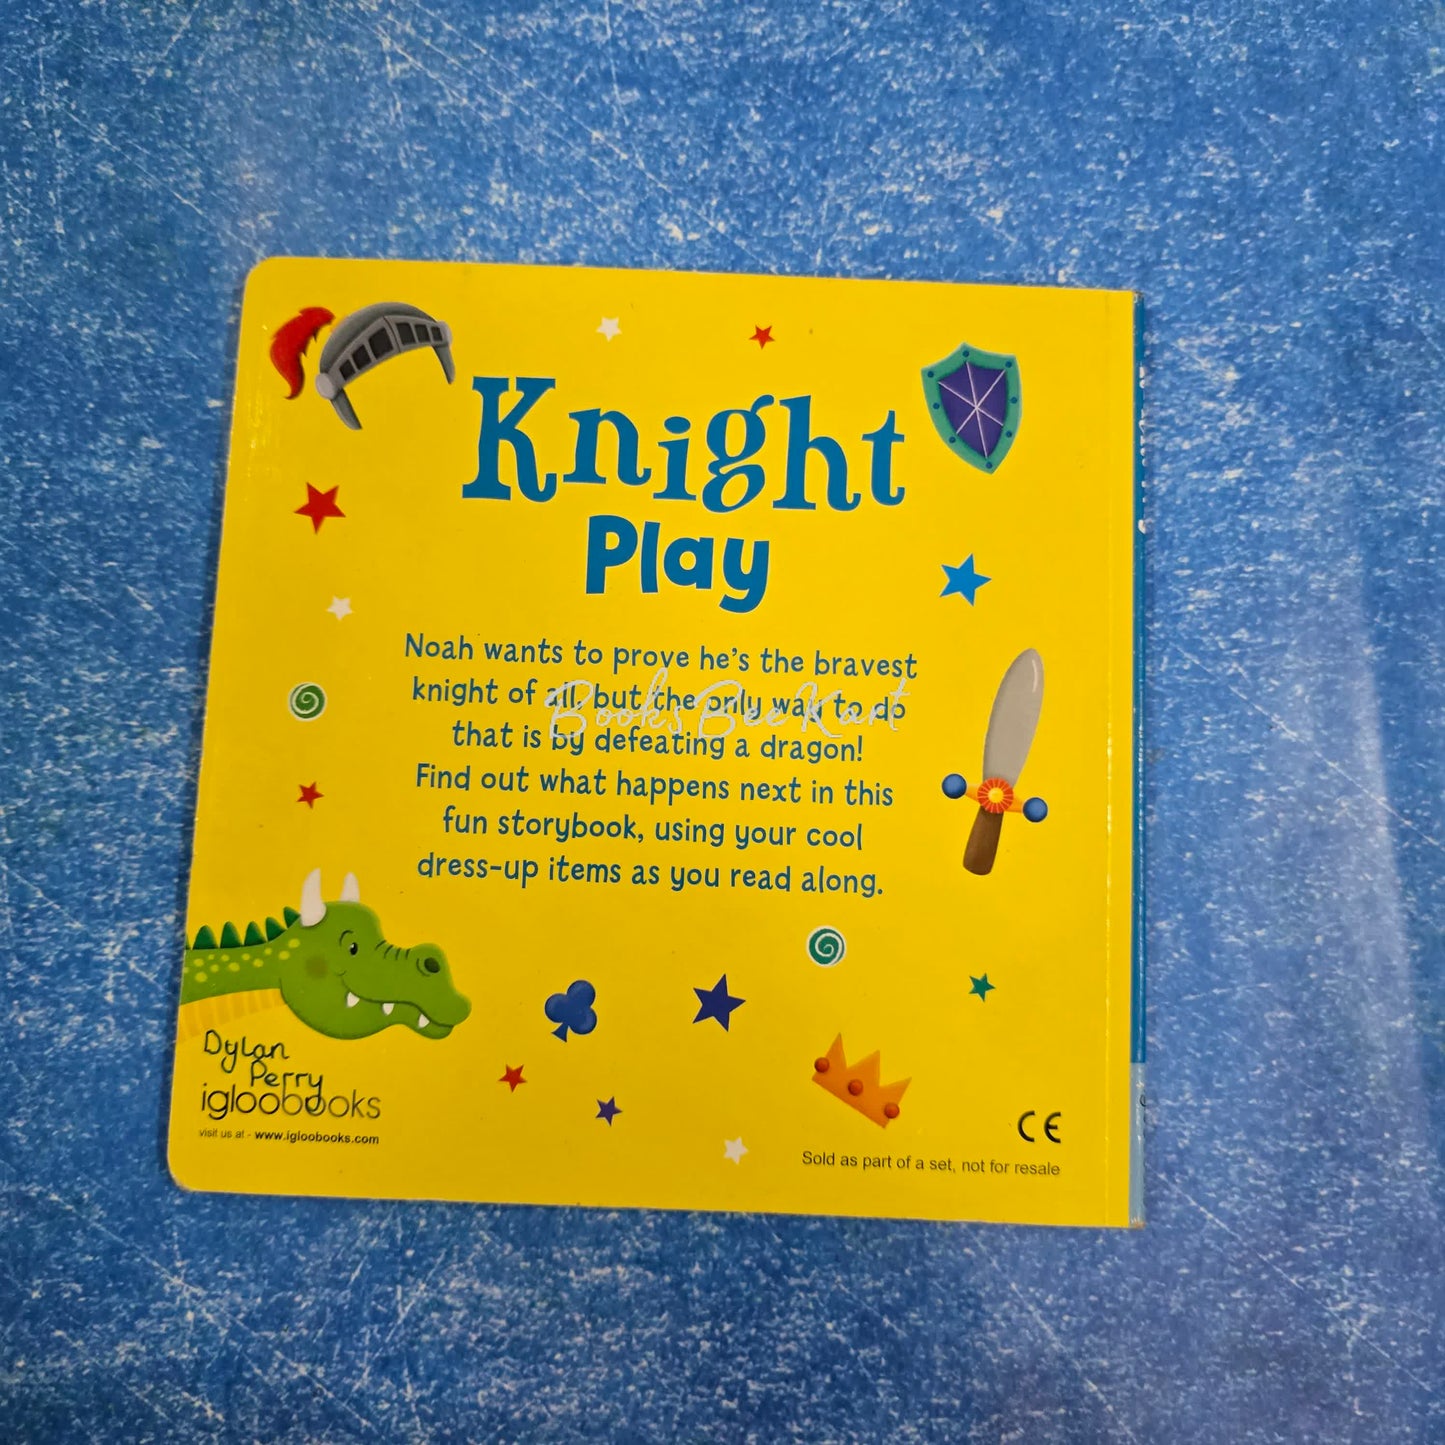 Knight
Play
Noah wants to prove he's the bravest
knight of all, but the only way to do
BooksBeeKart
that is by defeating a dragon!
Find out what happens next in this
fun storybook, using your cool
dress-up items as you read along.
Dylan
Perry
igloobooks
visit us at - www.igloobooks.com
CE
Sold as part of a set, not for resale